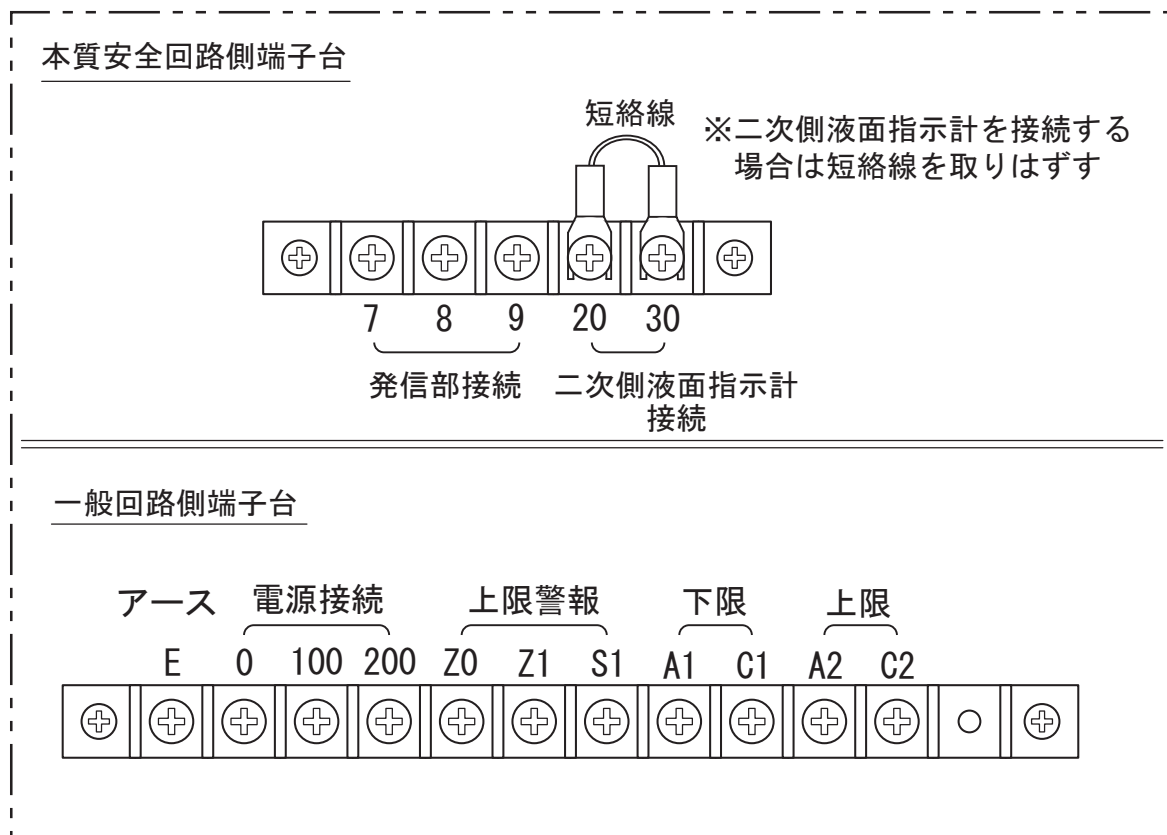 本質安全回路側端子台
短絡線
※二次側液面指示計を接続する
場合は短絡線を取りはずす
7 8 9 20 30
発信部接続 二次側液面指示計
接続
一般回路側端子台
アース 電源接続 上限警報 下限 上限
E 0 100 200 Z0 Z1 S1 A1 C1 A2 C2